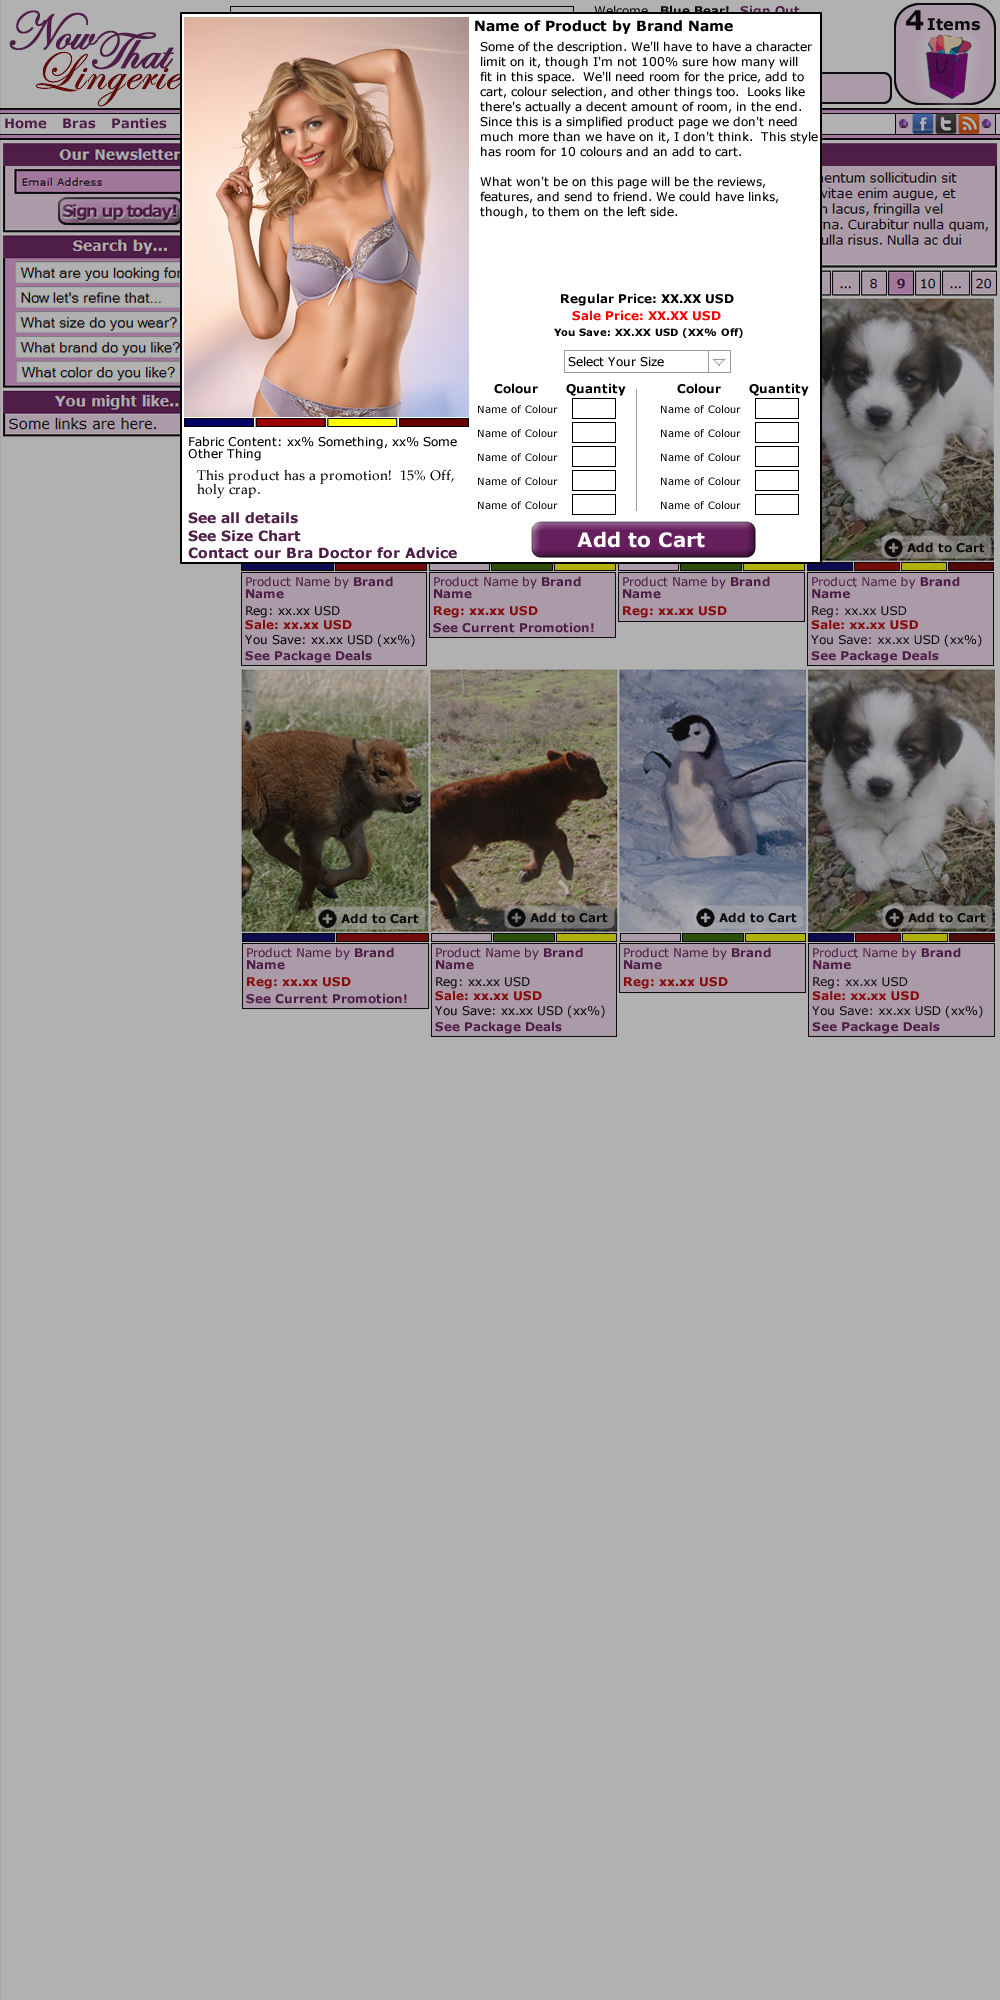 Now That
Lingerie
Welcome, Blue Bear! Sign Out
4 Items
Home Bras Panties
Our Newsletter
Email Address
Sign up today!
Search by...
What are you looking for
Now let's refine that...
What size do you wear?
What brand do you like?
What color do you like?
You might like...
Some links are here.
Name of Product by Brand Name
Some of the description. We'll have to have a character
limit on it, though I'm not 100% sure how many will
fit in this space. We'll need room for the price, add to
cart, colour selection, and other things too. Looks like
there's actually a decent amount of room, in the end.
Since this is a simplified product page we don't need
much more than we have on it, I don't think. This style
has room for 10 colours and an add to cart.
What won't be on this page will be the reviews,
features, and send to friend. We could have links,
though, to them on the left side.
Regular Price: XX.XX USD
Sale Price: XX.XX USD
You Save: XX.XX USD (XX% Off)
Select Your Size
Colour Quantity Colour Quantity
Name of Colour Name of Colour
Name of Colour Name of Colour
Name of Colour Name of Colour
Name of Colour Name of Colour
Name of Colour Name of Colour
Add to Cart
Fabric Content: xx% Something, xx% Some
Other Thing
This product has a promotion! 15% Off,
holy crap.
See all details
See Size Chart
Contact our Bra Doctor for Advice
entum sollicitudin sit
vitae enim augue, et
lacus, fringilla vel
na. Curabitur nulla quam,
ulla risus. Nulla ac dui
... 8 9 10 ... 20
Add to Cart
Product Name by Brand
Name
Reg: xx.xx USD
Sale: xx.xx USD
You Save: xx.xx USD (xx%)
See Package Deals
Product Name by Brand
Name
Reg: xx.xx USD
See Current Promotion!
Product Name by Brand
Name
Reg: xx.xx USD
Product Name by Brand
Name
Reg: xx.xx USD
Sale: xx.xx USD
You Save: xx.xx USD (xx%)
See Package Deals
Add to Cart
Add to Cart
Add to Cart
Add to Cart
Product Name by Brand
Name
Reg: xx.xx USD
See Current Promotion!
Product Name by Brand
Name
Reg: xx.xx USD
Sale: xx.xx USD
You Save: xx.xx USD (xx%)
See Package Deals
Product Name by Brand
Name
Reg: xx.xx USD
Product Name by Brand
Name
Reg: xx.xx USD
Sale: xx.xx USD
You Save: xx.xx USD (xx%)
See Package Deals